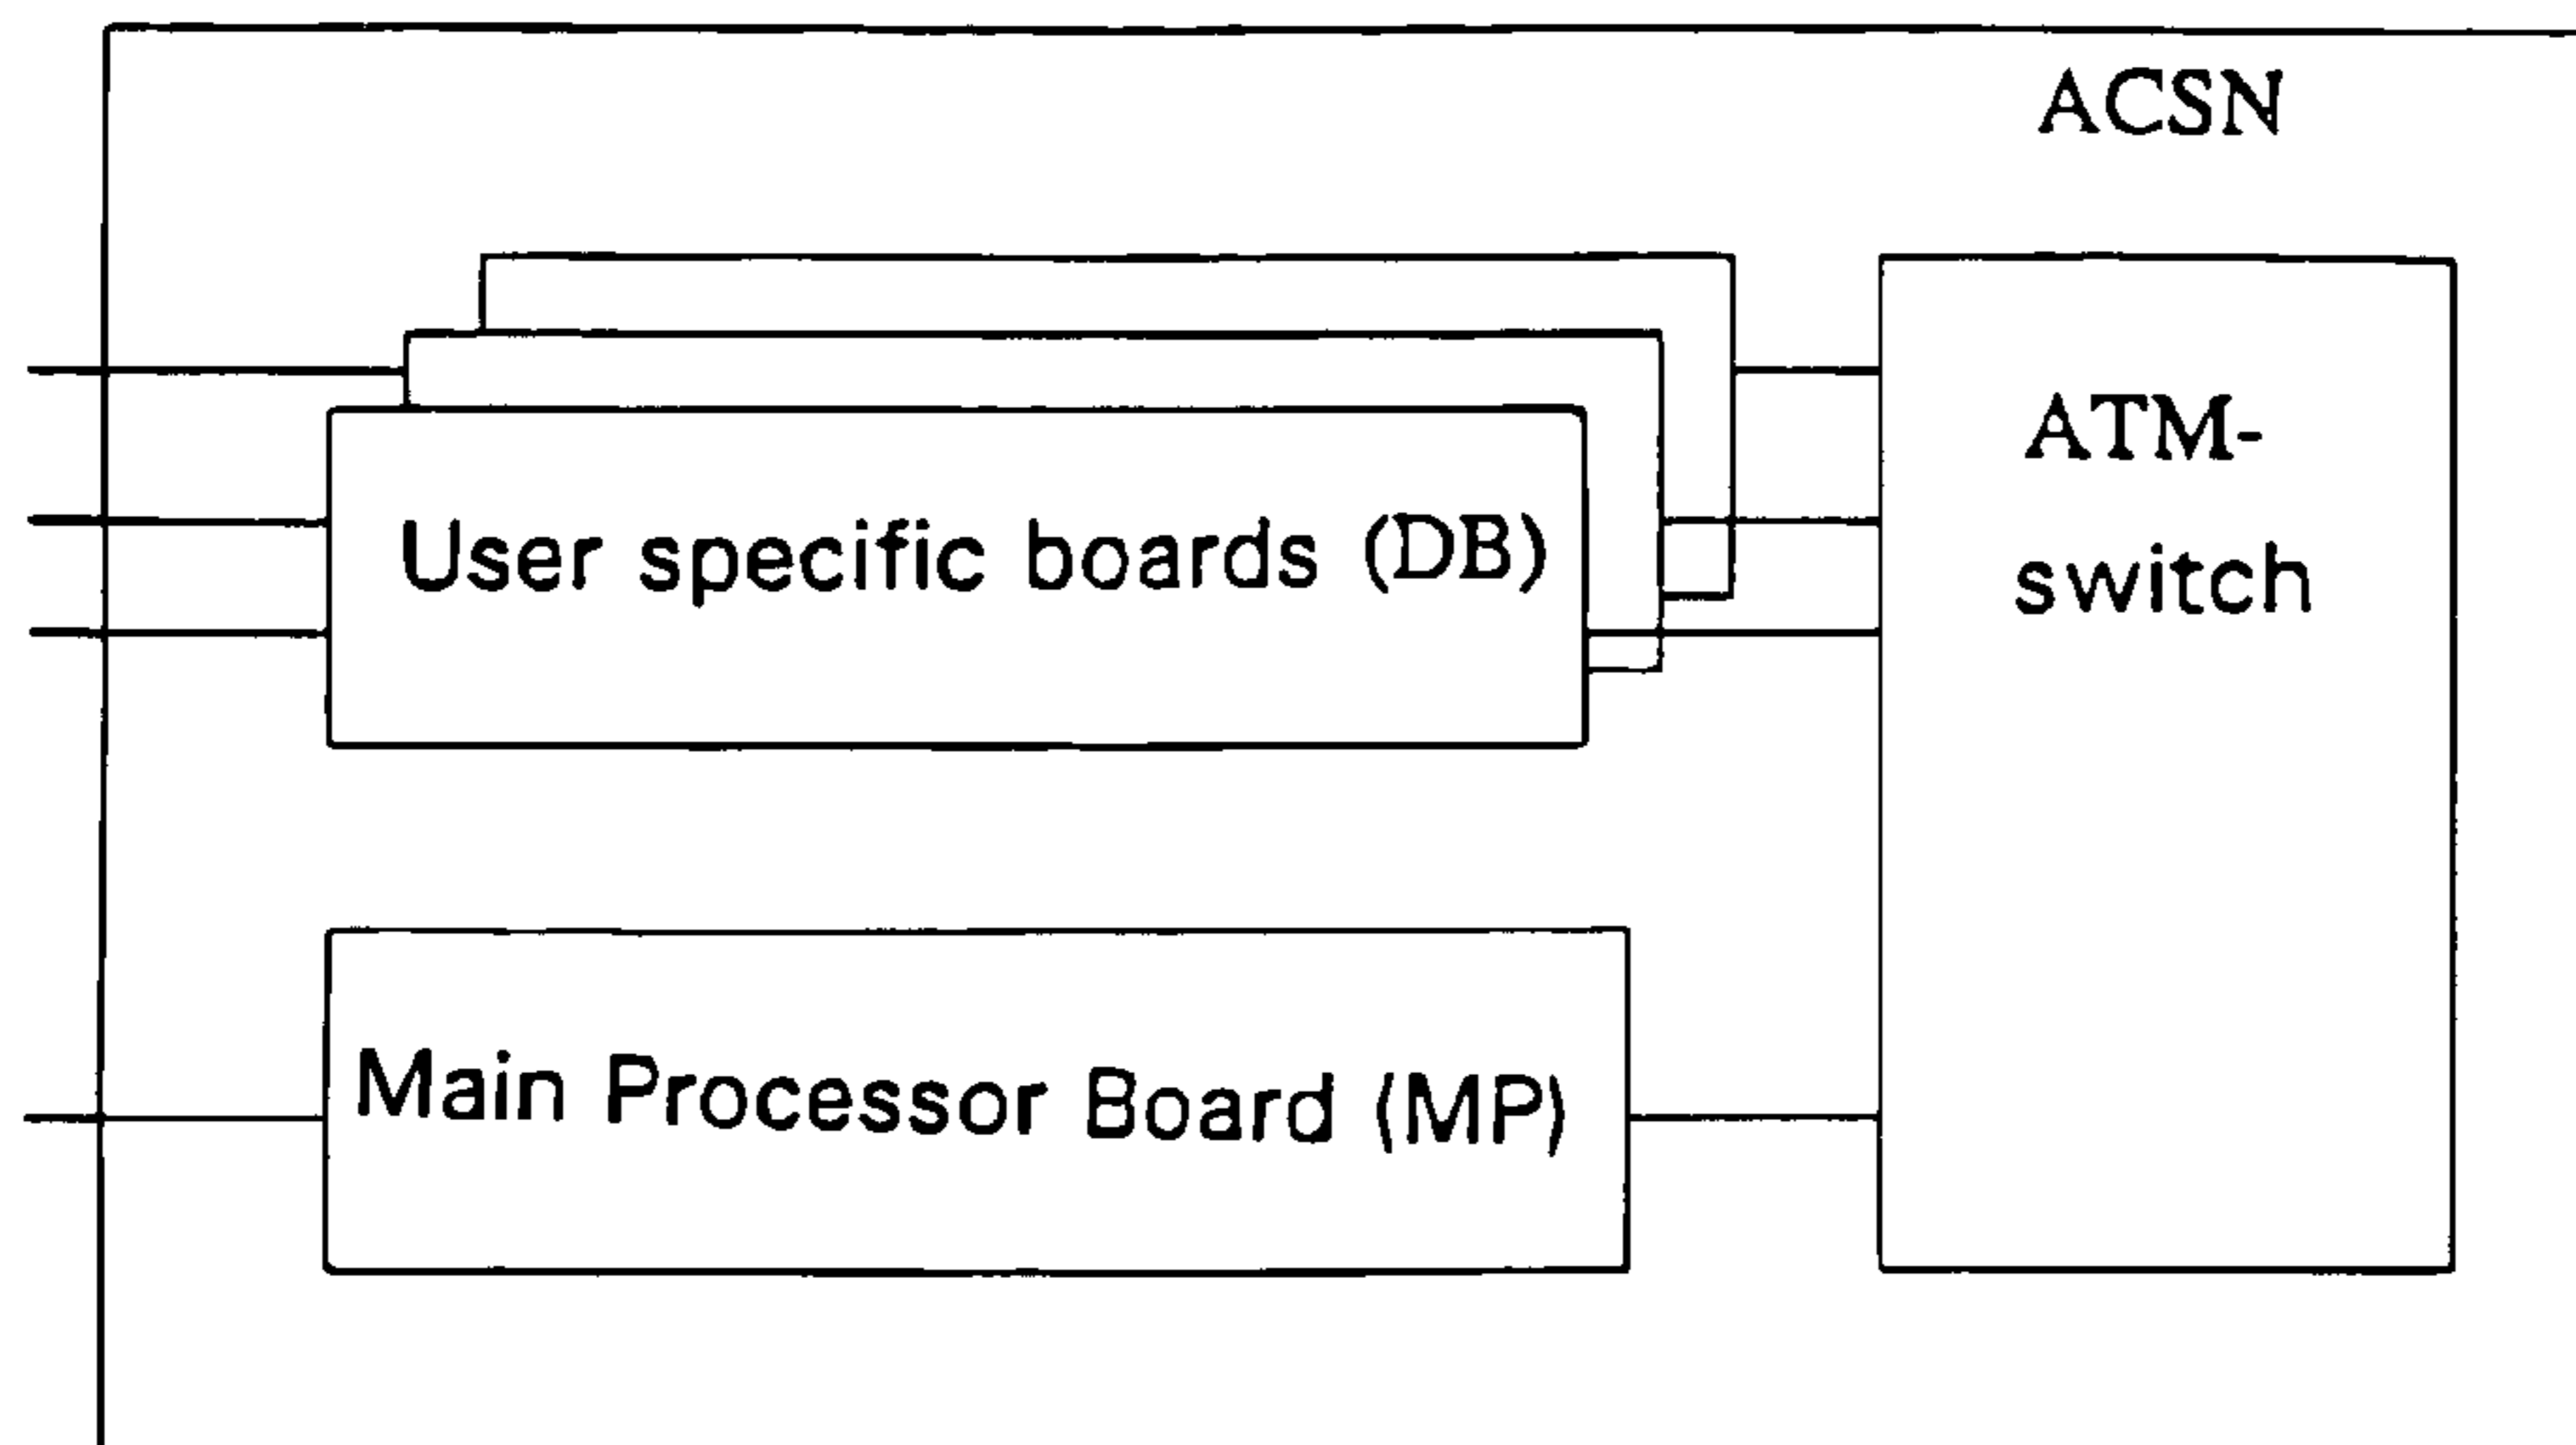 ACSN
ATM-
switch
User specific boards (DB)
Main Processor Board (MP)